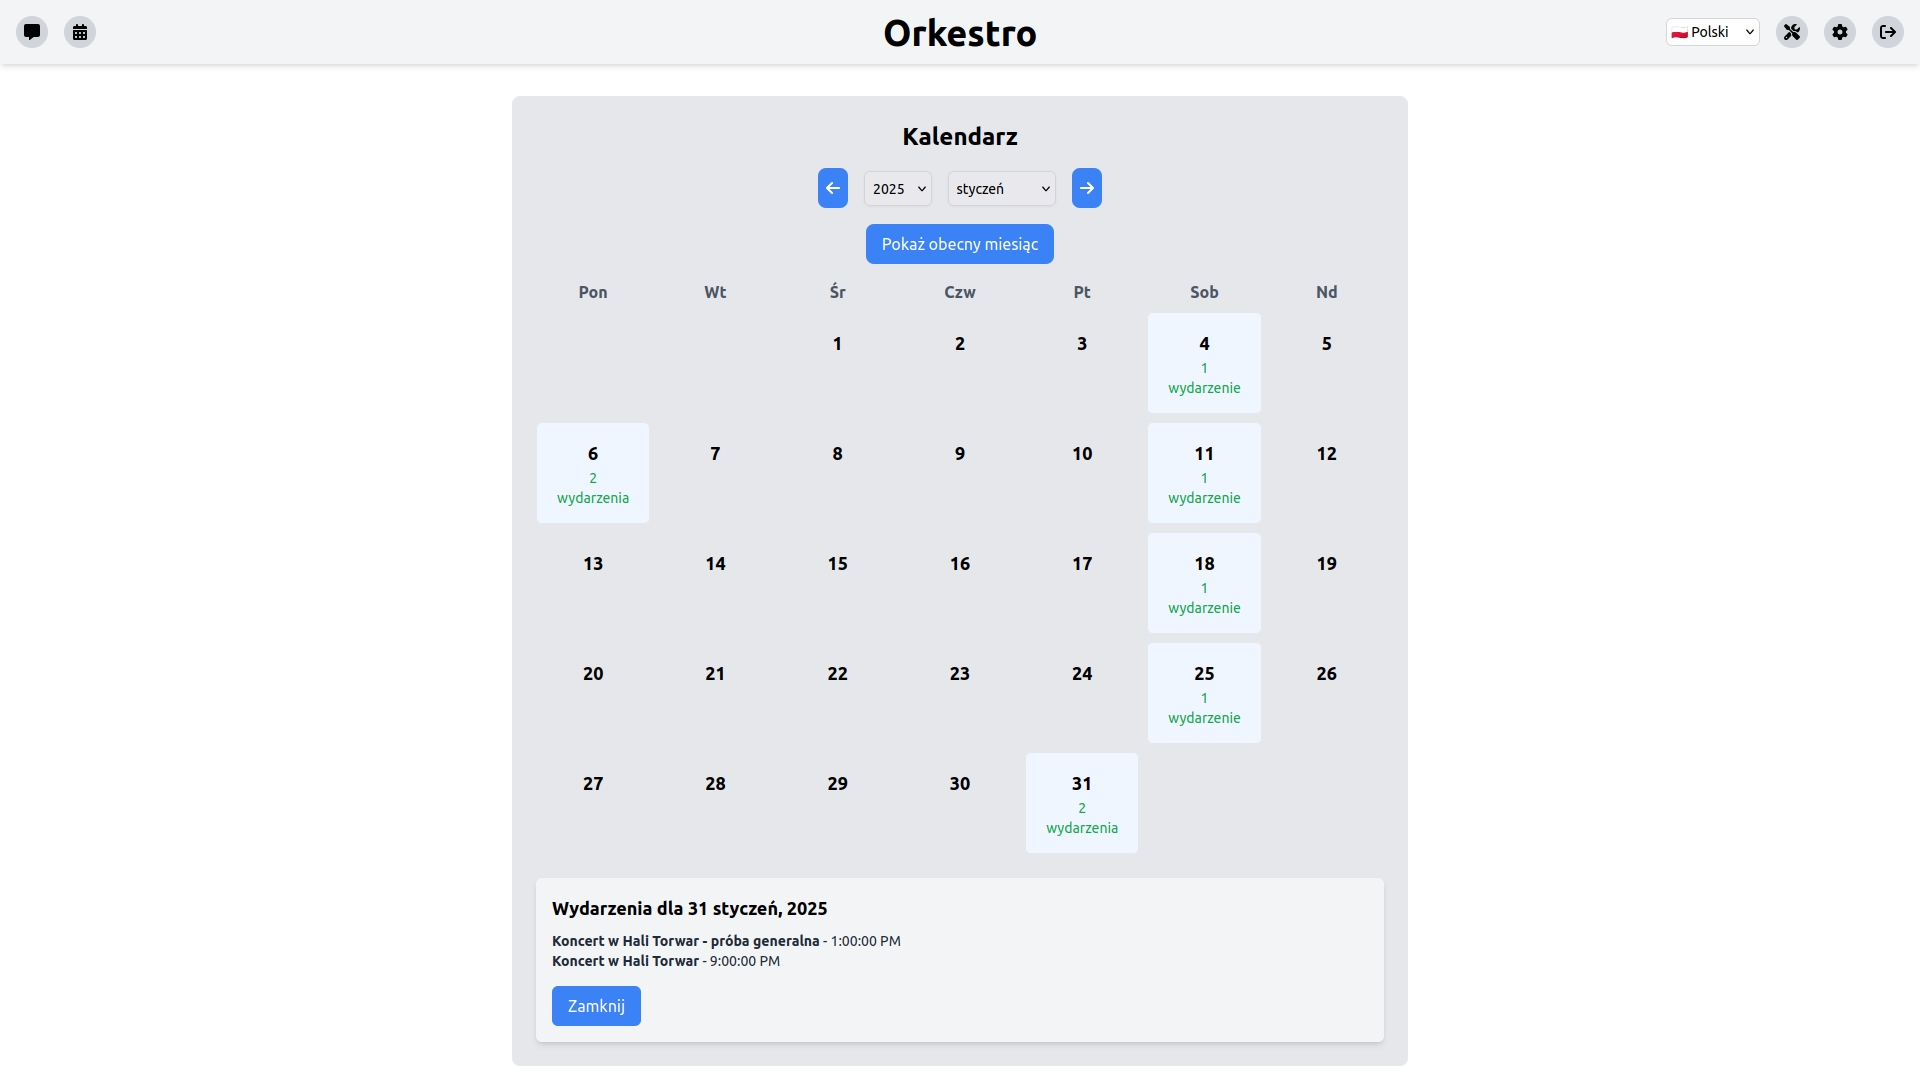 Orkestro
Polski
Kalendarz
2025 styczeń
Pokaż obecny miesiąc
Pon Wt Śr Czw Pt Sob Nd
1 2 3 4 5
1
wydarzenie
6 7 8 9 10 11 12
2 1
wydarzenia wydarzenie
13 14 15 16 17 18 19
1
wydarzenie
20 21 22 23 24 25 26
1
wydarzenie
27 28 29 30 31
2
wydarzenia
Wydarzenia dla 31 styczeń, 2025
Koncert w Hali Torwar - próba generalna - 1:00:00 PM
Koncert w Hali Torwar - 9:00:00 PM
Zamknij